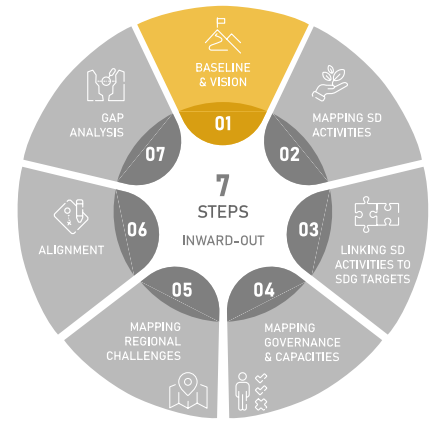 BASELINE
& VISION
01
MAPPING SD
ACTIVITIES
02
LINKING SD
ACTIVITIES TO
SDG TARGETS
03
MAPPING
GOVERNANCE
& CAPACITIES
04
MAPPING
REGIONAL
CHALLENGES
05
ALIGNMENT
06
GAP
ANALYSIS
07
7
STEPS
INWARD-OUT